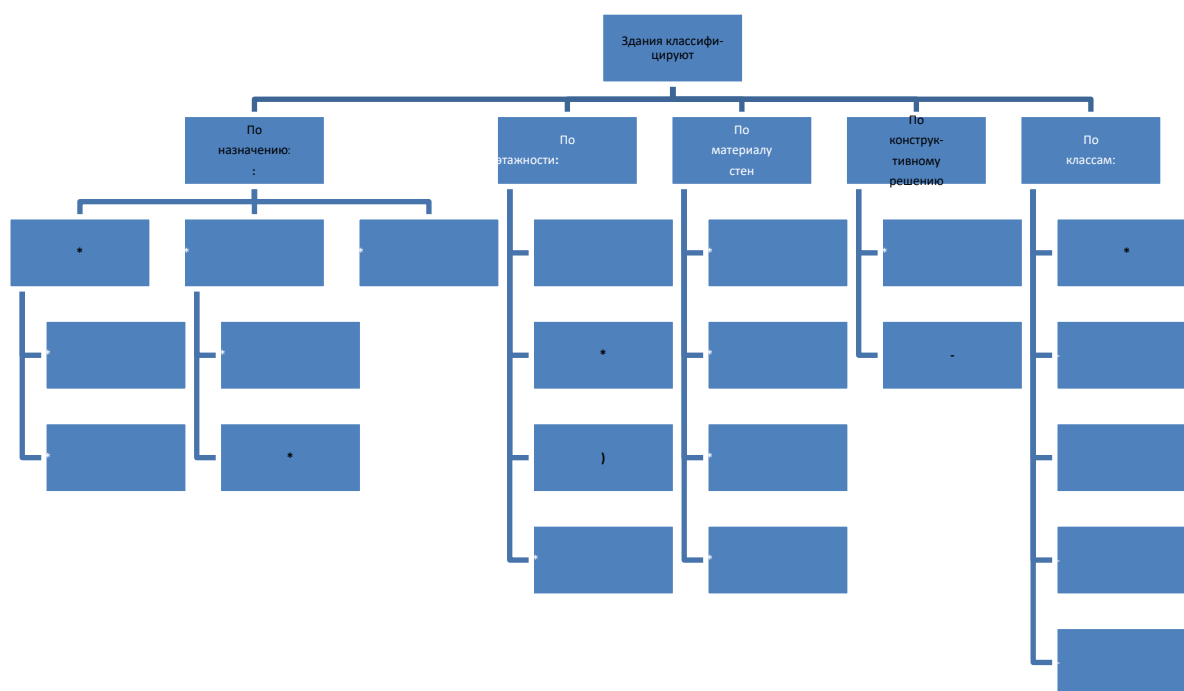 Здания классифи-
цируют
По
назначению:
:
По
этажности:
По
материалу
стен
По
конструк-
тивному
решению
По
классам:
*
*
*
*
*
*
*
*
*
*
-
.
*
*
)
*
*
*
.
.